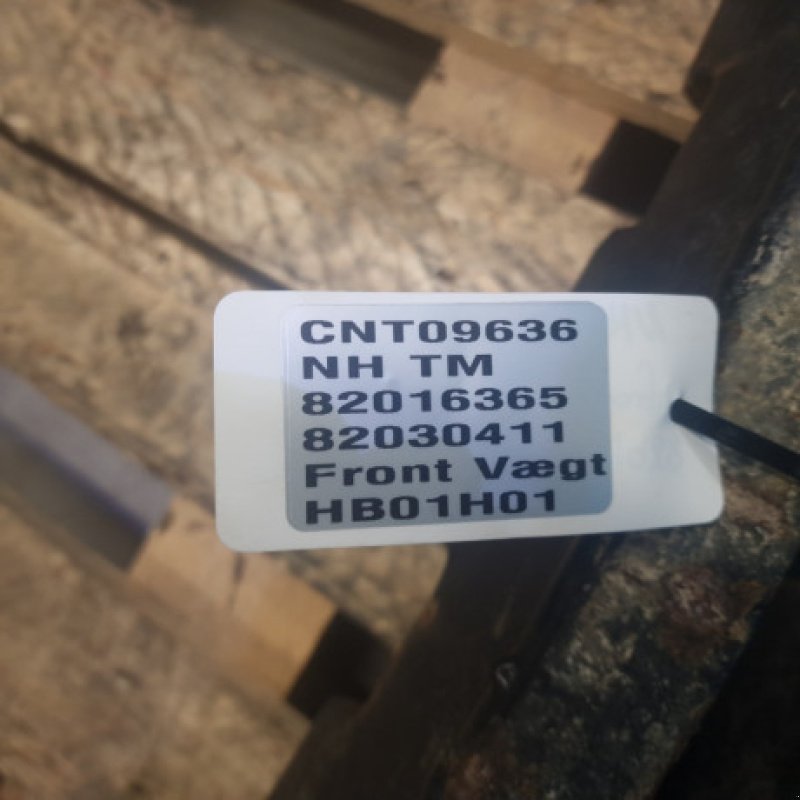 CNT09636
NH TM
82016365
82030411
Front Vægt
HB01H01